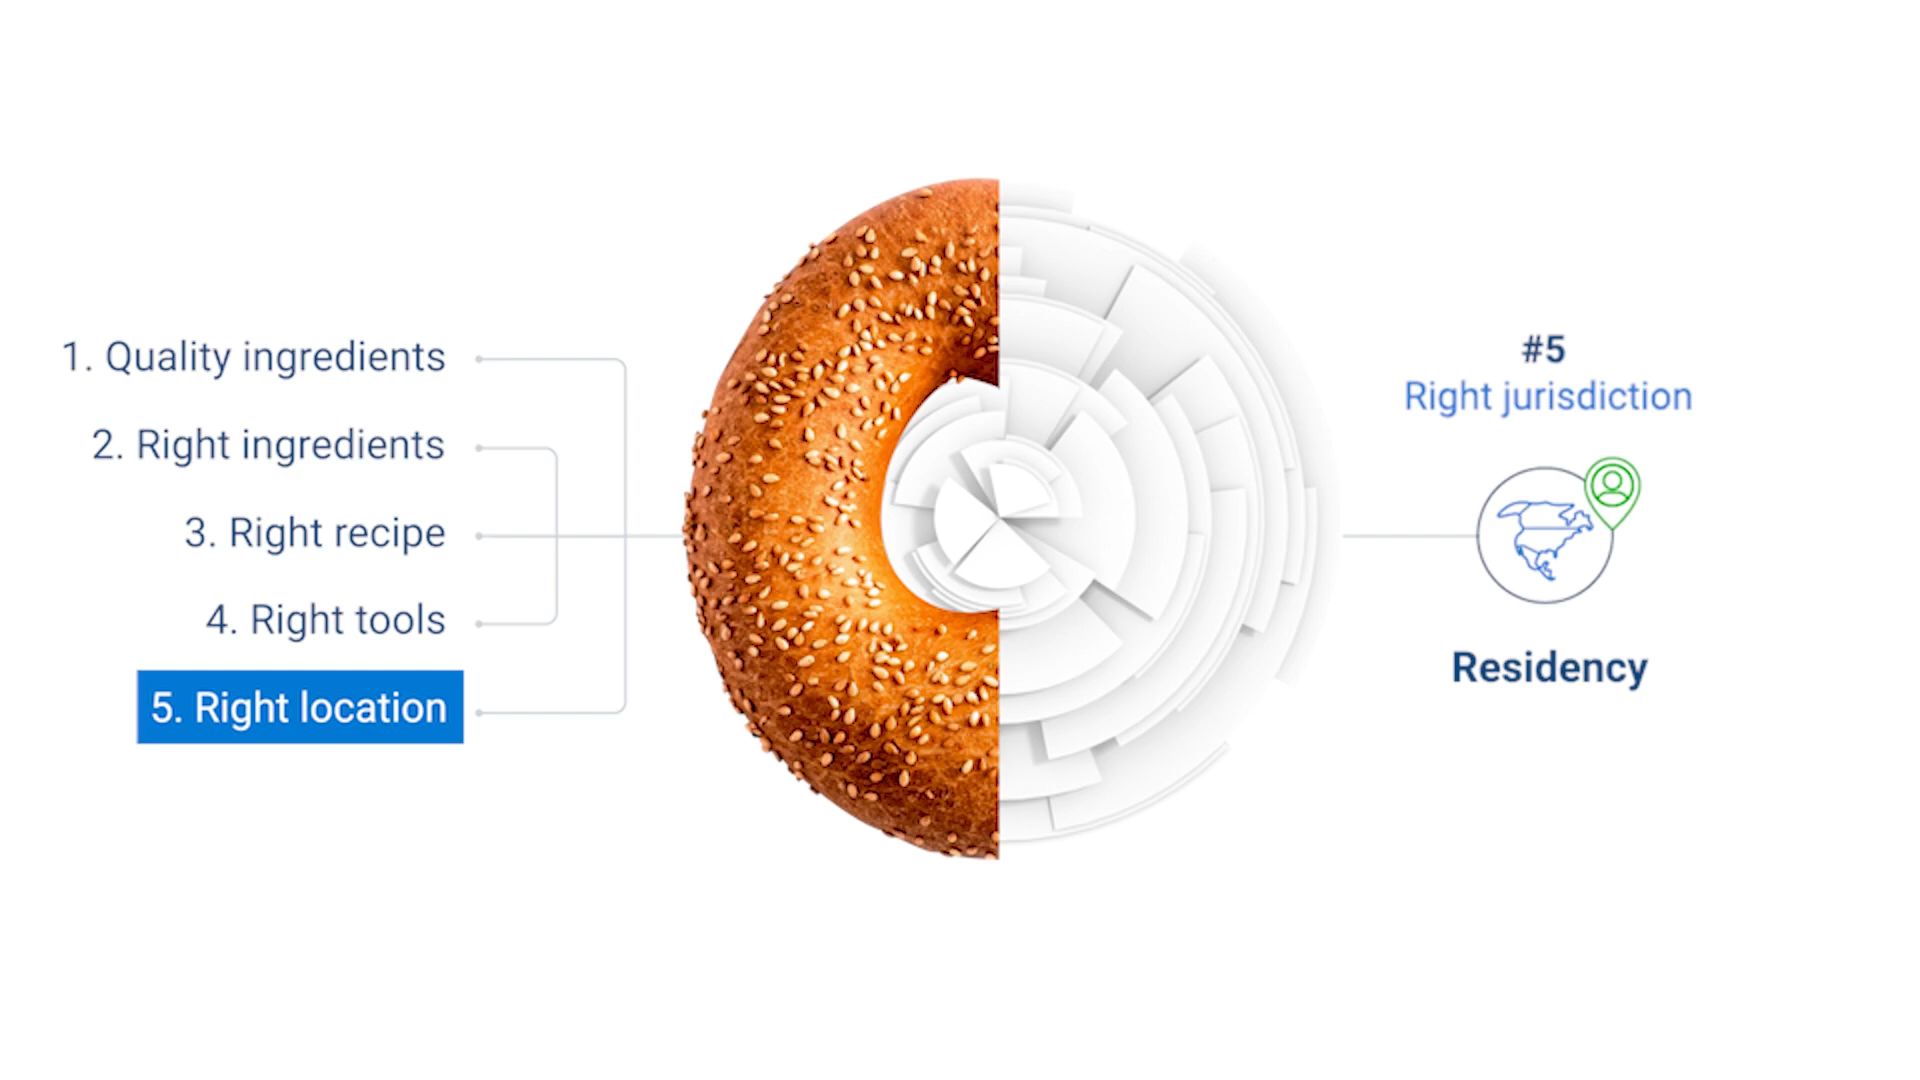 1. Quality ingredients
2. Right ingredients
3. Right recipe
4. Right tools
5. Right location
#5
Right jurisdiction
Residency